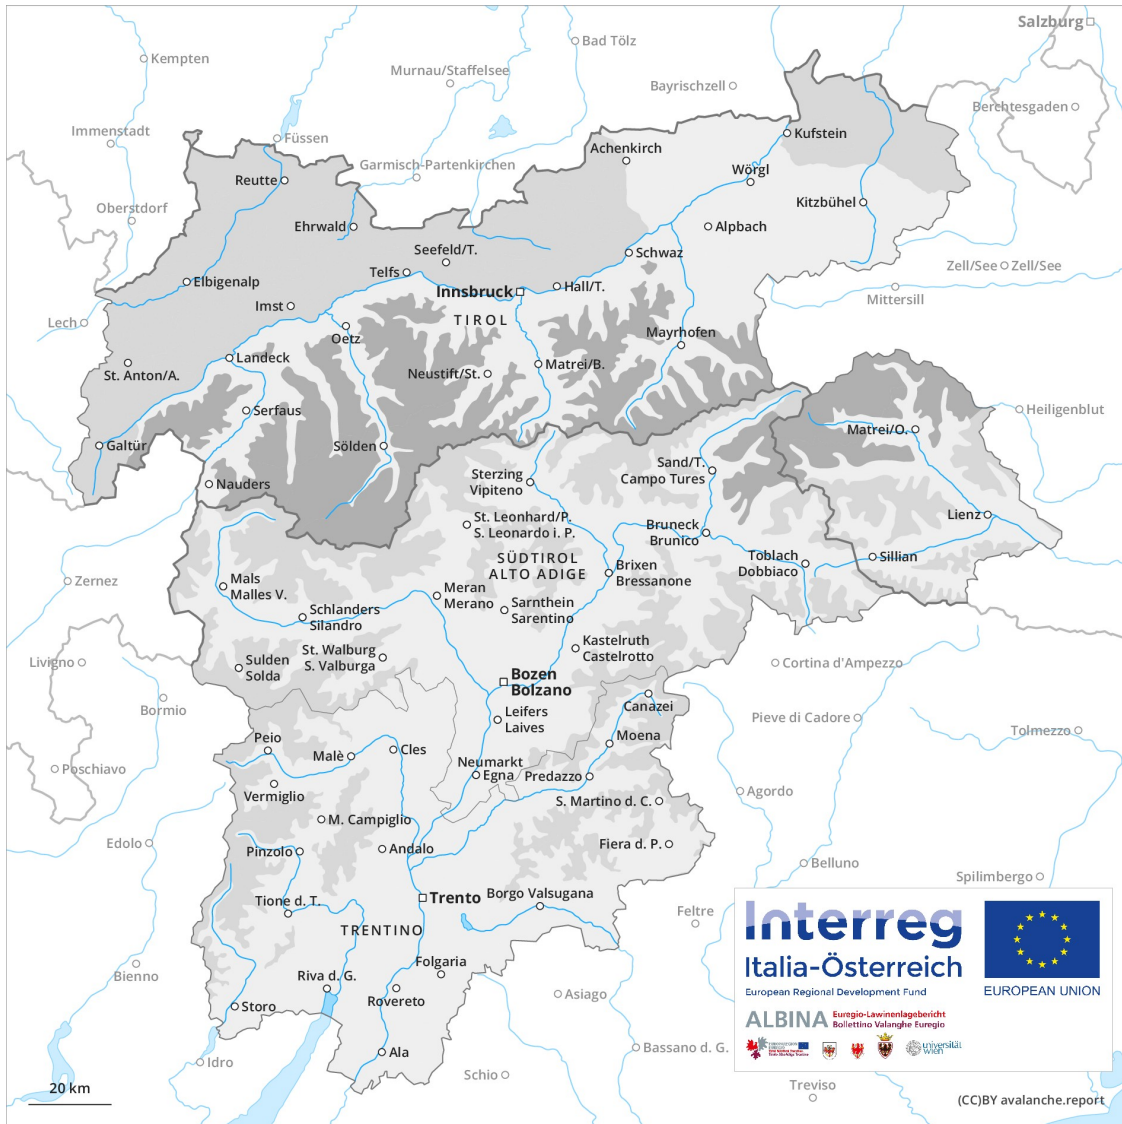 Salzburg
Bad Tölz
Kempten
Murnau/Staffelsee
Bayrischzell
Berchtesgaden
Immenstadt
Füssen
Kufstein
Achenkirch
Garmisch-Partenkirchen
Wörgl
Reutte
Kitzbühel
Oberstdorf
Ehrwald
Alpbach
Seefeld/T.
Schwaz
Telfs
Zell/See
Zell/See
Elbigenalp
Innsbruck
Hall/T.
Mittersill
Imst
TIROL
Lech
Oetz
Mayrhofen
Landeck
Matrei/B.
St. Anton/A.
Neustift/St.
Serfaus
Heiligenblut
Matrei/O.
Galtür
Sölden
Sand/T.
Campo Tures
Sterzing
Vipiteno
Nauders
Lienz
St. Leonhard/P.
S. Leonardo i. P.
Bruneck
Brunico
SÜDTIROL
ALTO ADIGE
Toblach
Dobbiaco
Sillian
Brixen
Bressanone
Zernez
Mals
Malles V.
Meran
Merano
Sarnthein
Sarentino
Schlanders
Silandro
Kastelruth
Castelrotto
St. Walburg
S. Valburga
Livigno
Sulden
Solda
Cortina d'Ampezzo
Bozen
Bolzano
Canazei
Bormio
Leifers
Laives
Pieve di Cadore
Tolmezzo
Moena
Peio
Malè
Cles
Neumarkt
Egna
Predazzo
Poschiavo
Vermiglio
Agordo
S. Martino d. C.
M. Campiglio
Edolo
Pinzolo
Andalo
Fiera d. P.
Belluno
Spilimbergo
Tione d. T.
Trento
Borgo Valsugana
Feltre
TRENTINO
Interreg
Italia-Österreich
European Regional Development Fund
EUROPEAN UNION
Folgaria
Bienno
Riva d. G.
Rovereto
Asiago
Storo
ALBINA
Euregio-Lawinenlagebericht
Bollettino Valanghe Euregio
universität
wien
Ala
Idro
Bassano d. G.
Schio
Treviso
20 km
(CC)BY avalanche.report